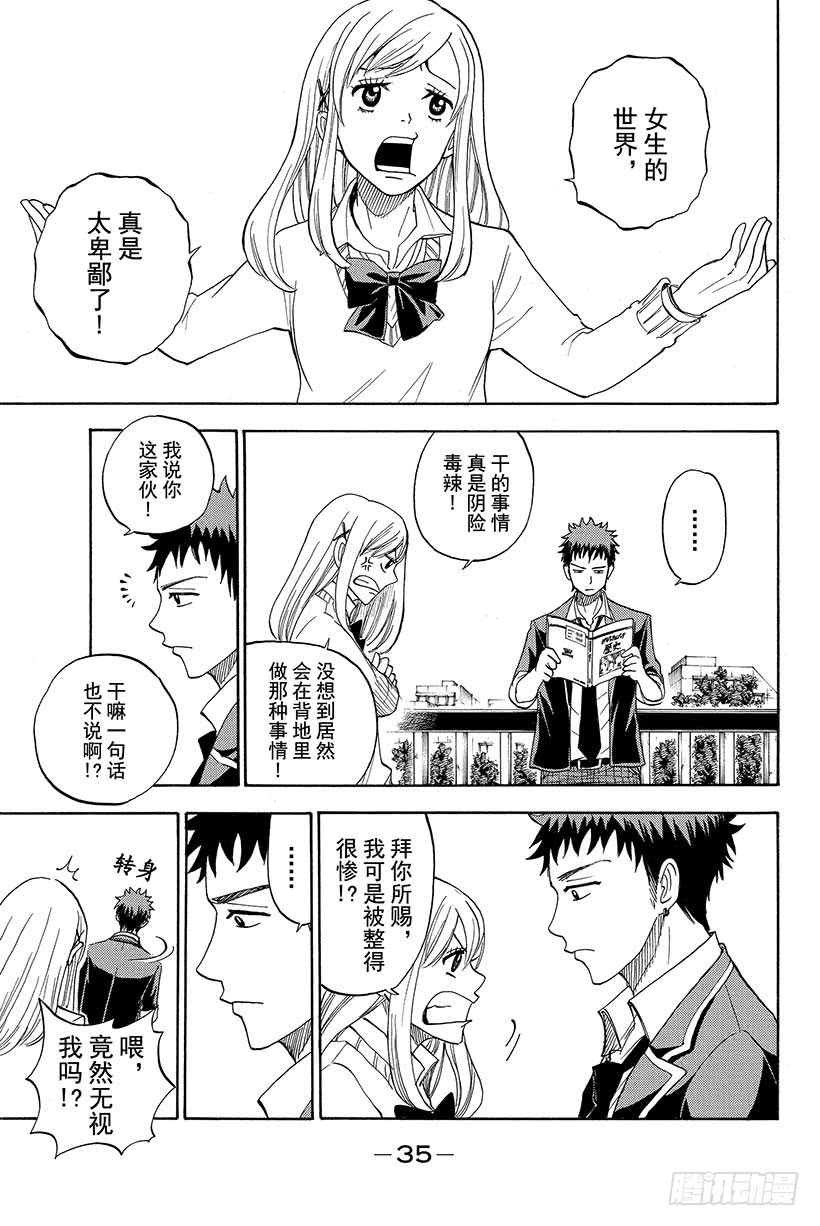 女生的
世界，
真是
太卑鄙了！
……
干的事情
真是阴险
毒辣！
没想到居然
会在背地里
做那种事情！
我说你
这家伙！
干嘛一句话
也不说啊!?
拜你所赐，
我可是被整得
很惨!?
……
转身
喂，
竟然无视
我吗!?
—35—
腾讯动漫